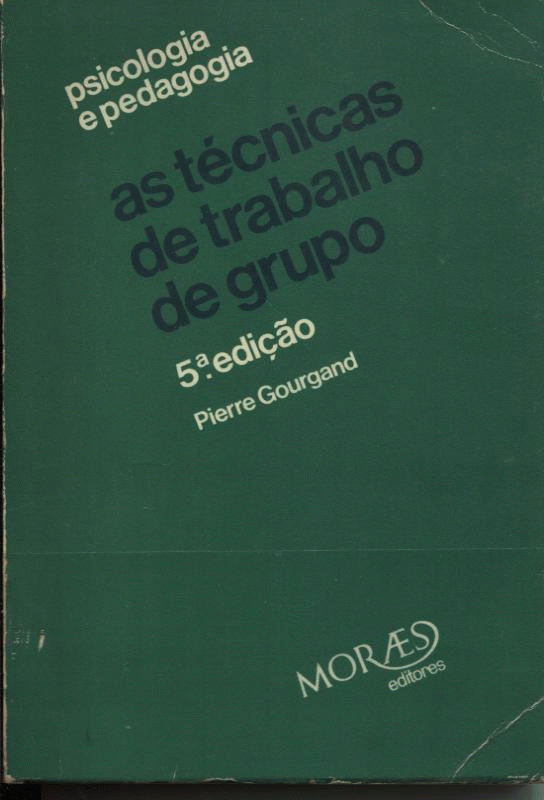 psicologia
e pedagogia
as técnicas
de trabalho
de grupo
5ª. edição
Pierre Gourgand
MORÆS
editores